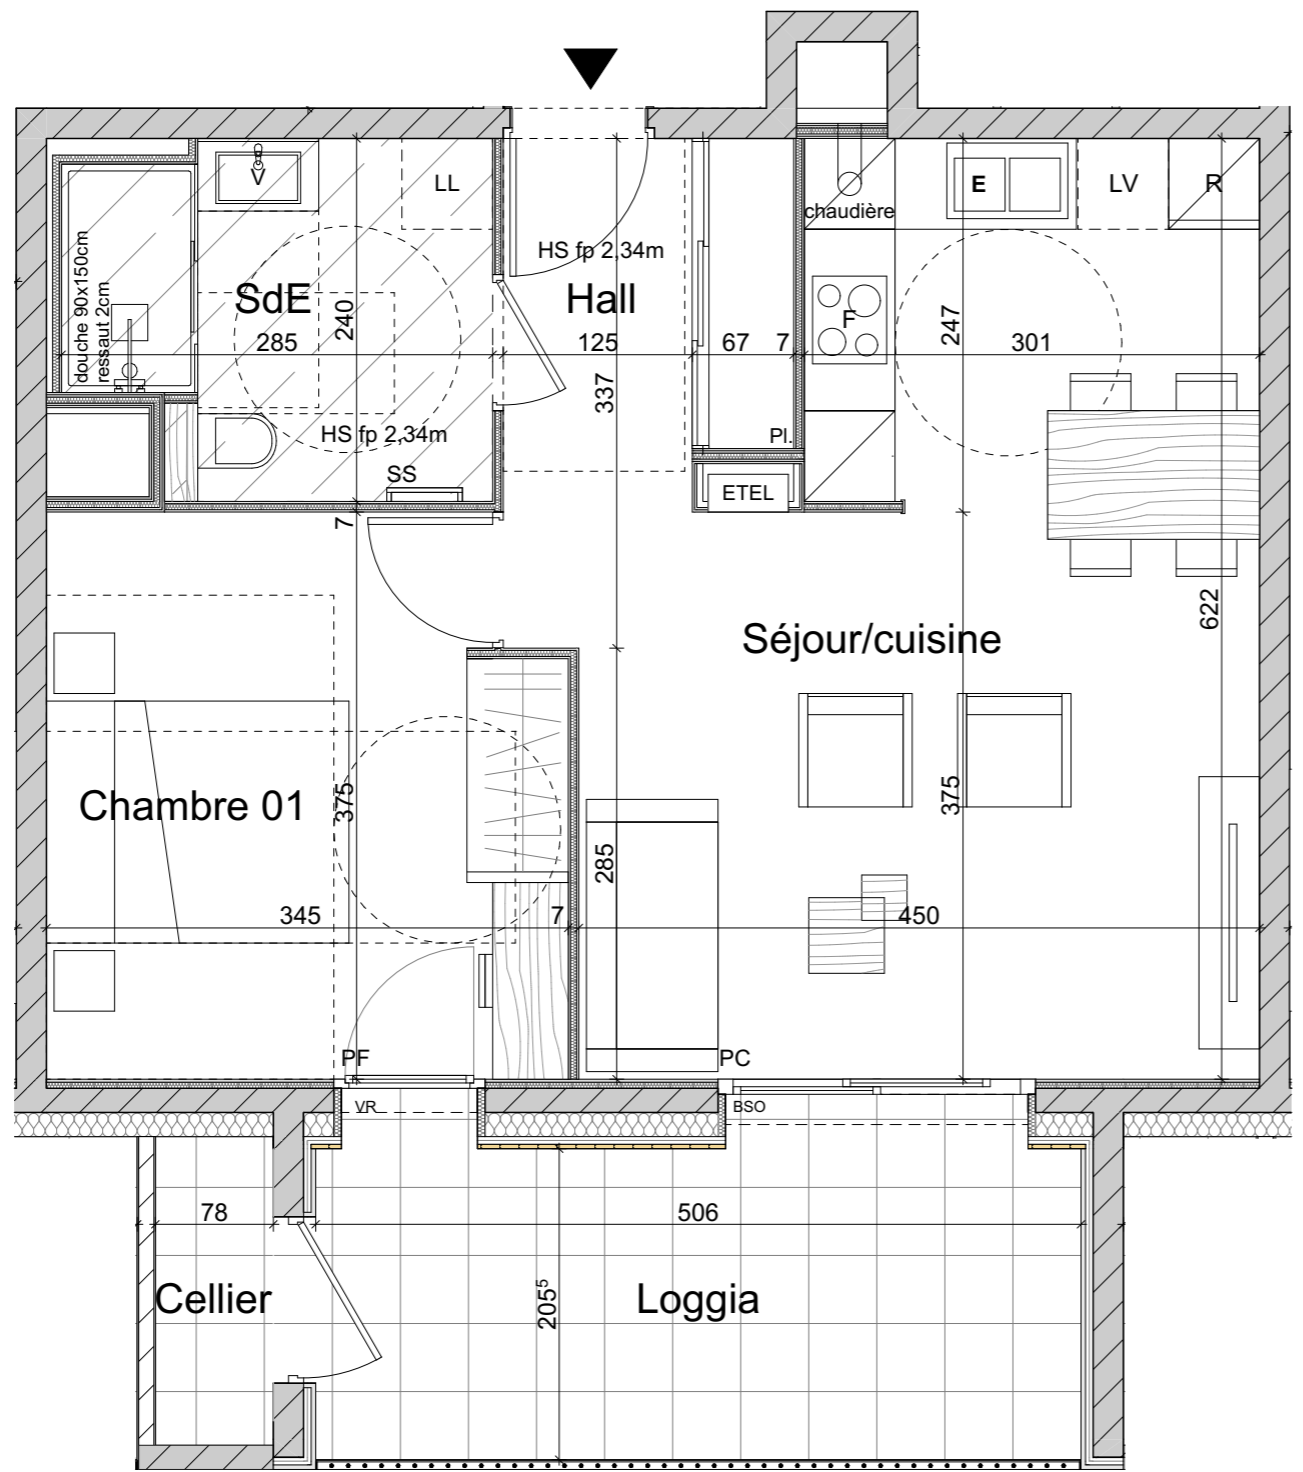 V
LL
E
LV
R
chaudière
HS fp 2,34m
douche 90x150cm
ressaut 2cm
SdE
Hall
240
285
125
67
7
337
F
247
301
HS fp 2,34m
Pl.
SS
ETEL
7
622
Séjour/cuisine
Chambre 01
375
375
285
345
7
450
PF
PC
VR
BSO
78
506
Cellier
205⁵
Loggia